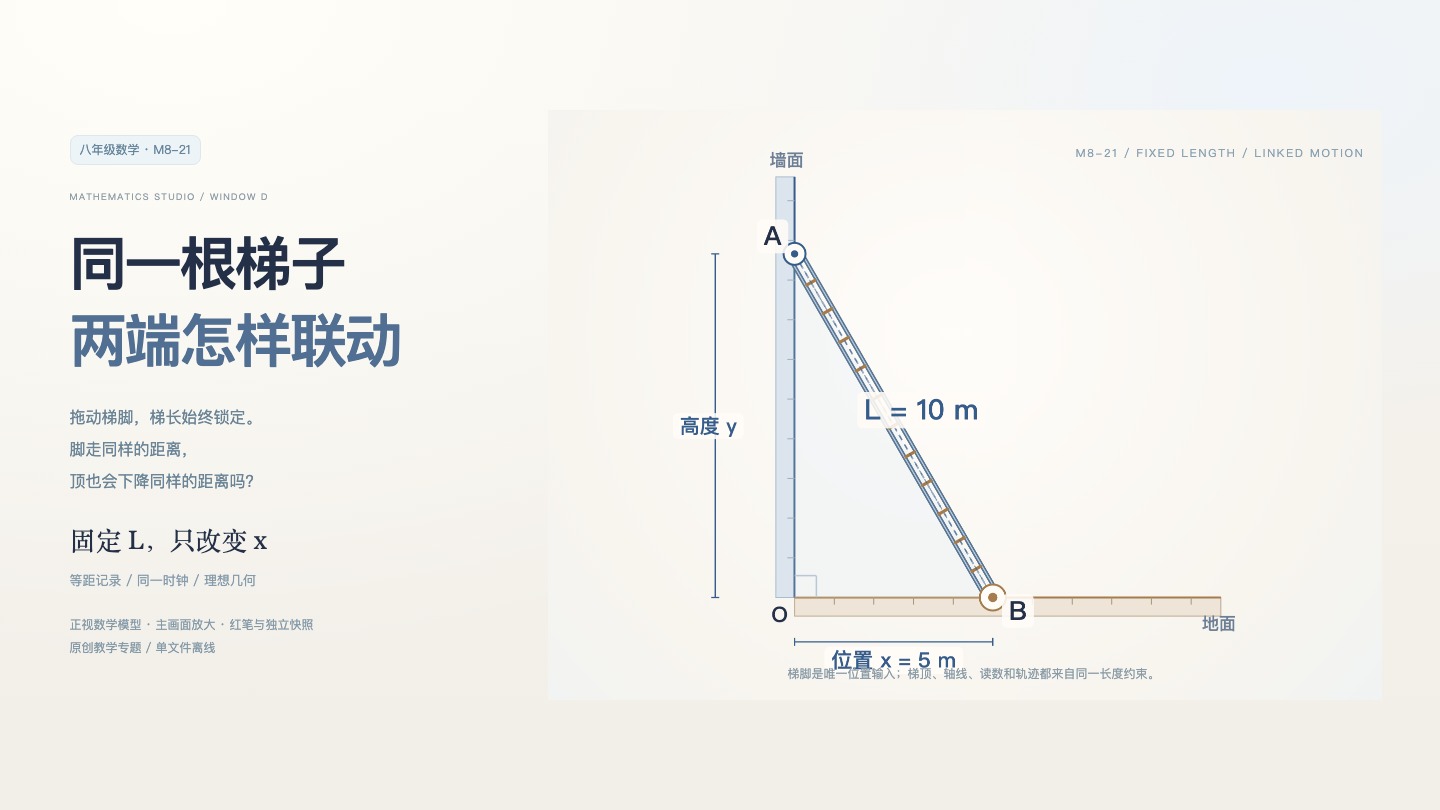 八年级数学 · M8–21
MATHEMATICS STUDIO / WINDOW D
同一根梯子
两端怎样联动
拖动梯脚，梯长始终锁定。
脚走同样的距离，
顶也会下降同样的距离吗？
固定 L，只改变 x
等距记录 / 同一时钟 / 理想几何
正视数学模型 · 主画面放大 · 红笔与独立快照
原创教学专题 / 单文件离线
M8–21 / FIXED LENGTH / LINKED MOTION
墙面
A
L = 10 m
高度 y
O
B
地面
位置 x = 5 m
梯脚是唯一位置输入；梯顶、轴线、读数和轨迹都来自同一长度约束。